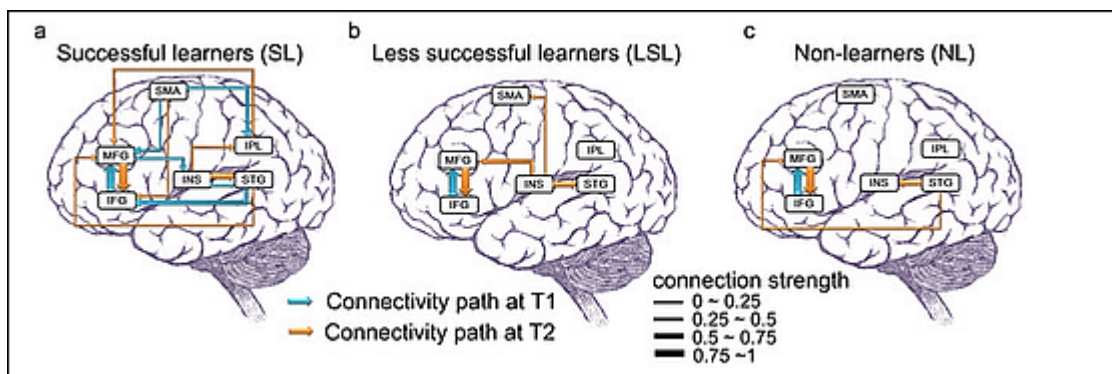 a
Successful learners (SL)
b
Less successful learners (LSL)
c
Non-learners (NL)
SMA
MFG
IPL
INS
STG
IFG
SMA
MFG
IPL
INS
STG
IFG
SMA
IPL
MFG
INS
STG
IFG
Connectivity path at T1
Connectivity path at T2
connection strength
0 ~ 0.25
0.25 ~ 0.5
0.5 ~ 0.75
0.75 ~1